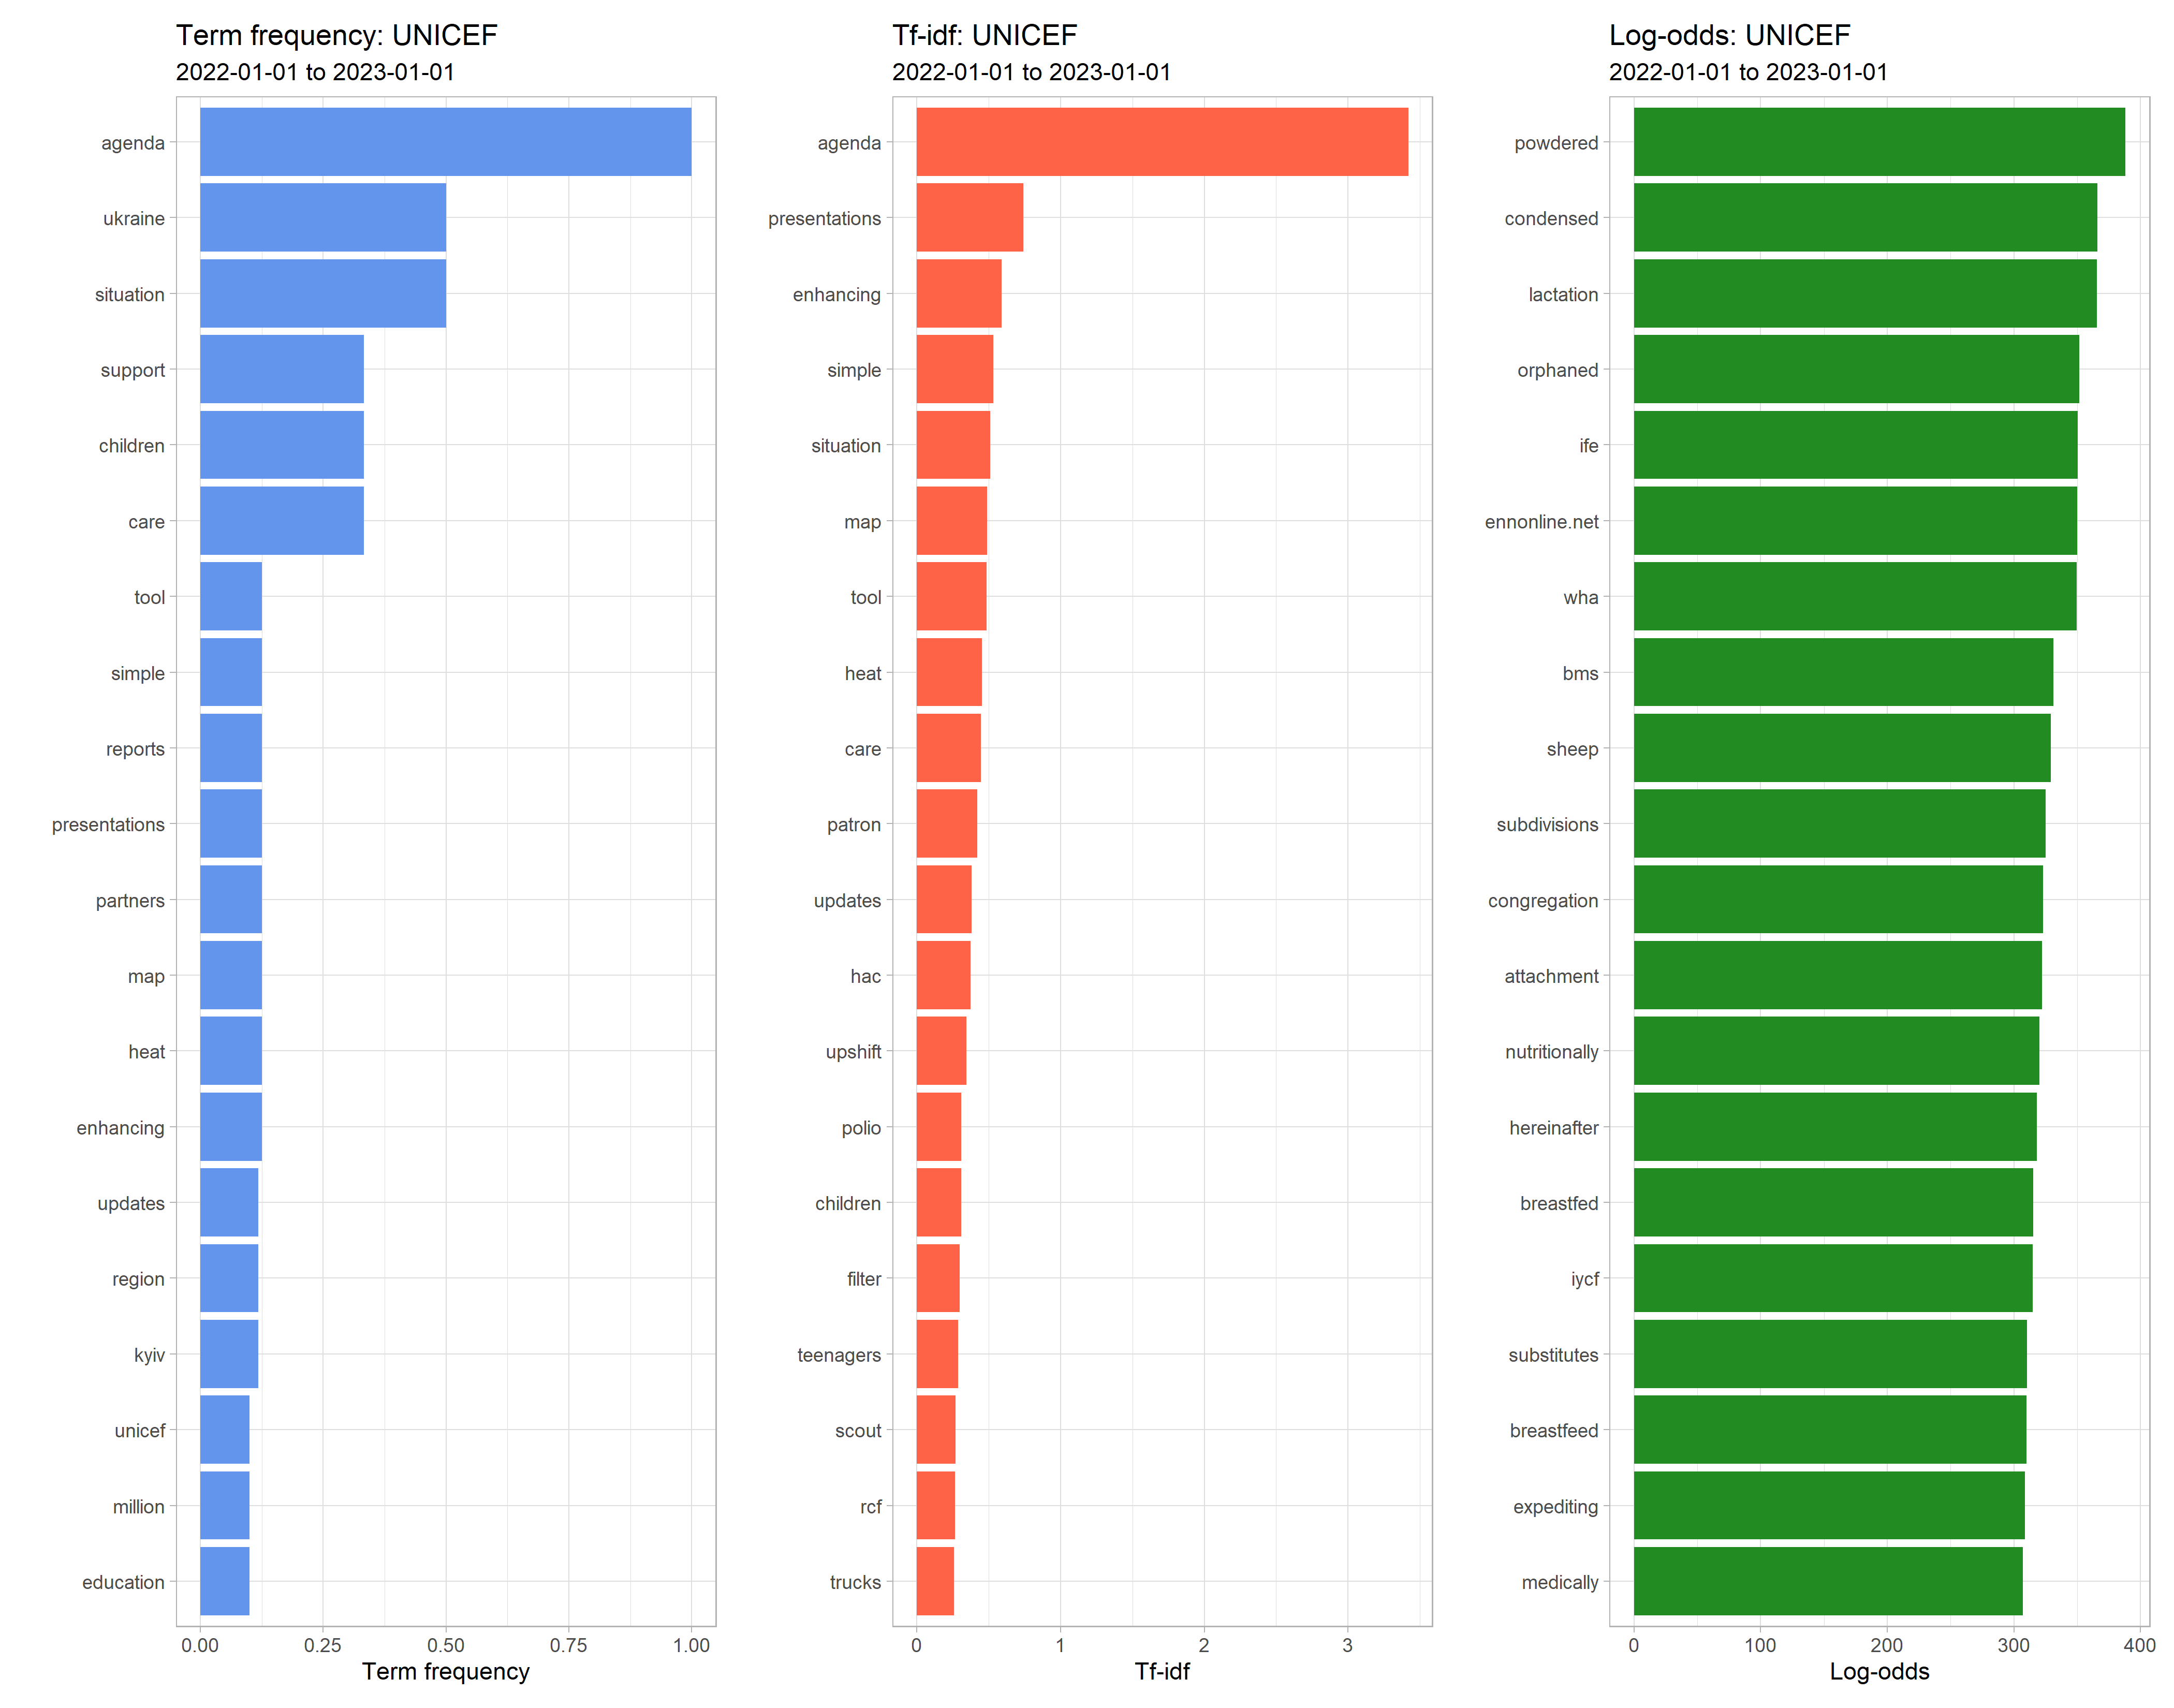 Term frequency: UNICEF
2022-01-01 to 2023-01-01
agenda
ukraine
situation
support
children
care
tool
simple
reports
presentations
partners
map
heat
enhancing
updates
region
kyiv
unicef
million
education
0.00 0.25 0.50 0.75 1.00
Term frequency
Tf-idf: UNICEF
2022-01-01 to 2023-01-01
agenda
presentations
enhancing
simple
situation
map
tool
heat
care
patron
updates
hac
upshift
polio
children
filter
teenagers
scout
rcf
trucks
0 1 2 3
Tf-idf
Log-odds: UNICEF
2022-01-01 to 2023-01-01
powdered
condensed
lactation
orphaned
ife
ennonline.net
wha
bms
sheep
subdivisions
congregation
attachment
nutritionally
hereinafter
breastfed
iycf
substitutes
breastfeed
expediting
medically
0 100 200 300 400
Log-odds